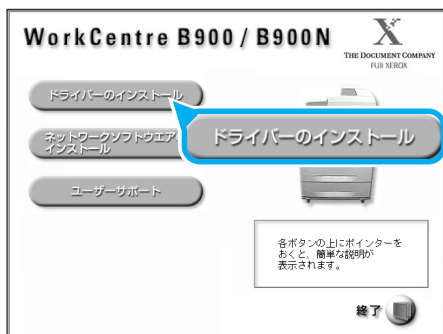 WorkCentre B900 / B900N
X
THE DOCUMENT COMPANY
FUJI XEROX
ドライバーのインストール
ドライバーのインストール
ネットワークソフトウエア
インストール
ユーザーサポート
各ボタンの上にポインターを
おくと、簡単な説明が
表示されます。
終了